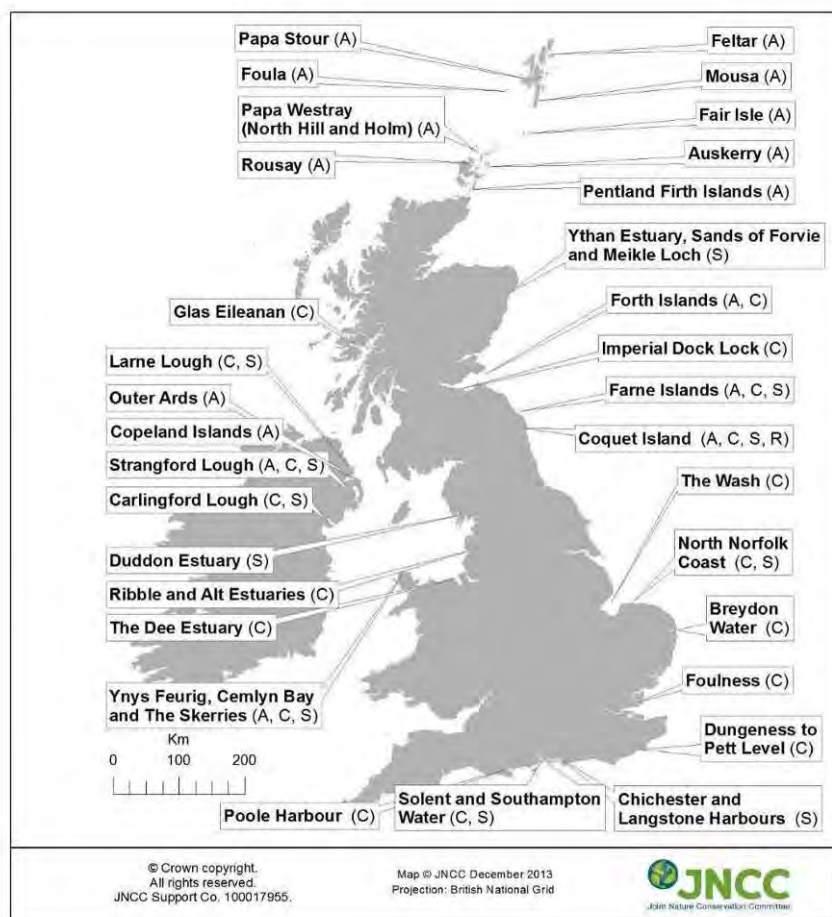 Papa Stour (A)
Feltar (A)
Foula (A)
Mousa (A)
Papa Westray
(North Hill and Holm) (A)
Fair Isle (A)
Rousay (A)
Auskerry (A)
Pentland Firth Islands (A)
Ythan Estuary, Sands of Forvie
and Meikle Loch (S)
Glas Eileanan (C)
Forth Islands (A, C)
Larne Lough (C, S)
Imperial Dock Lock (C)
Outer Ards (A)
Farne Islands (A, C, S)
Copeland Islands (A)
Coquet Island (A, C, S, R)
Strangford Lough (A, C, S)
The Wash (C)
Carlingford Lough (C, S)
North Norfolk
Coast (C, S)
Duddon Estuary (S)
Ribble and Alt Estuaries (C)
Breydon
Water (C)
The Dee Estuary (C)
Foulness (C)
Ynys Feurig, Cemlyn Bay
and The Skerries (A, C, S)
Dungeness to
Pett Level (C)
Km
0 100 200
Poole Harbour (C)
Solent and Southampton
Water (C, S)
Chichester and
Langstone Harbours (S)
© Crown copyright.
All rights reserved.
JNCC Support Co. 100017955.
Map © JNCC December 2013
Projection: British National Grid
JNCC
Joint Nature Conservation Committee